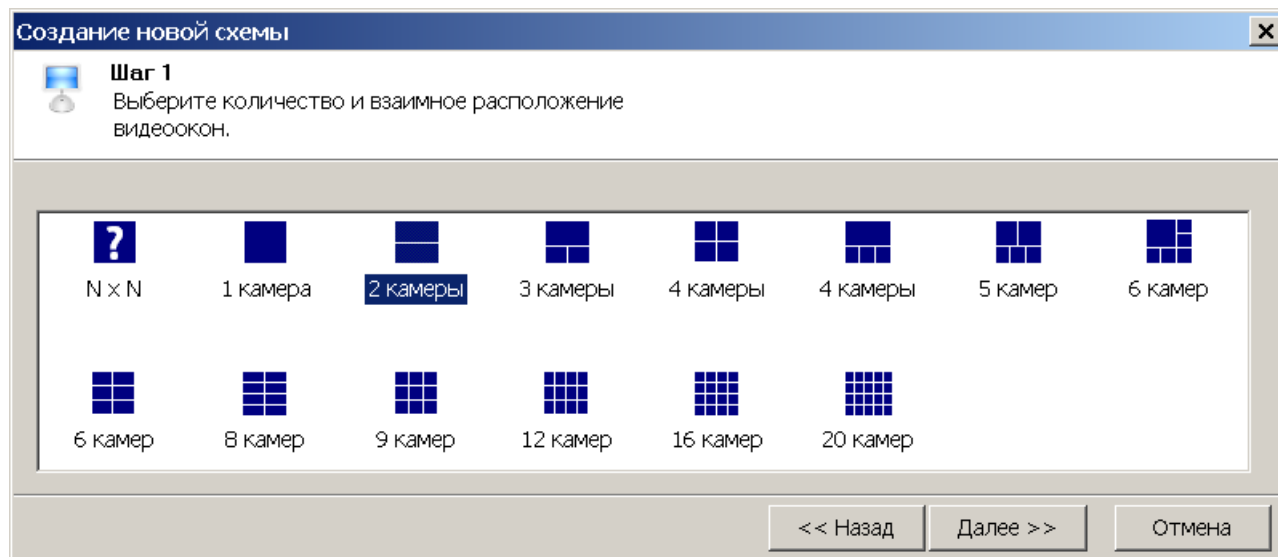 Создание новой схемы
Шаг 1
Выберите количество и взаимное расположение
видеоокон.
?
N x N
1 камера
2 камеры
3 камеры
4 камеры
4 камеры
5 камер
6 камер
6 камер
8 камер
9 камер
12 камер
16 камер
20 камер
<< Назад
Далее >>
Отмена